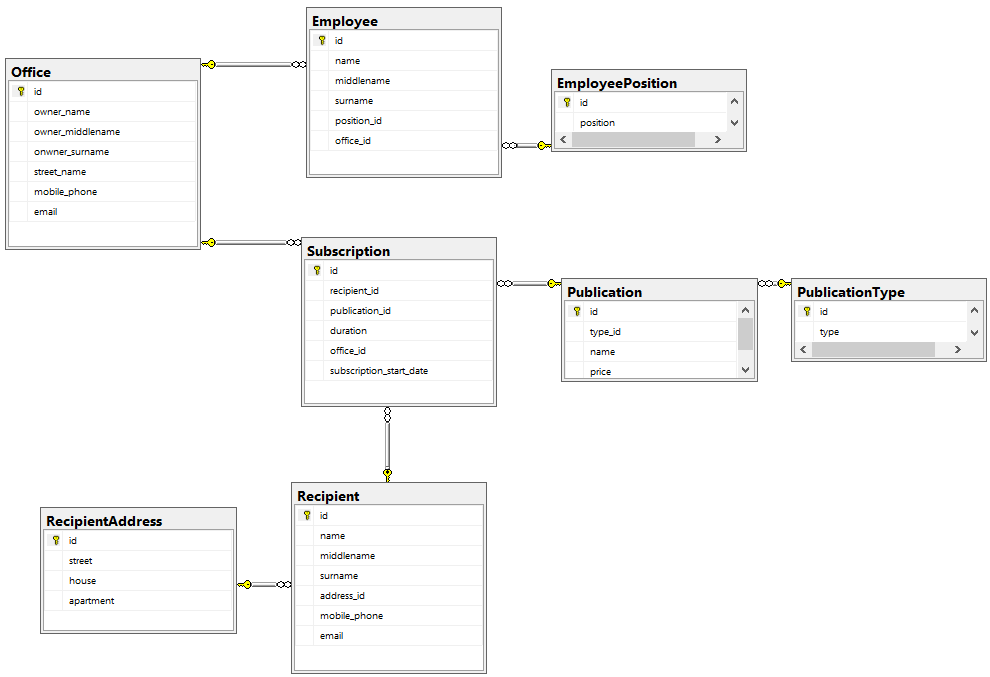 Employee
id
name
middlename
surname
position_id
office_id
Office
id
owner_name
owner_middlename
onwner_surname
street_name
mobile_phone
email
EmployeePosition
id
position
Subscription
id
recipient_id
publication_id
duration
office_id
subscription_start_date
Publication
id
type_id
name
price
PublicationType
id
type
Recipient
id
name
middlename
surname
address_id
mobile_phone
email
RecipientAddress
id
street
house
apartment